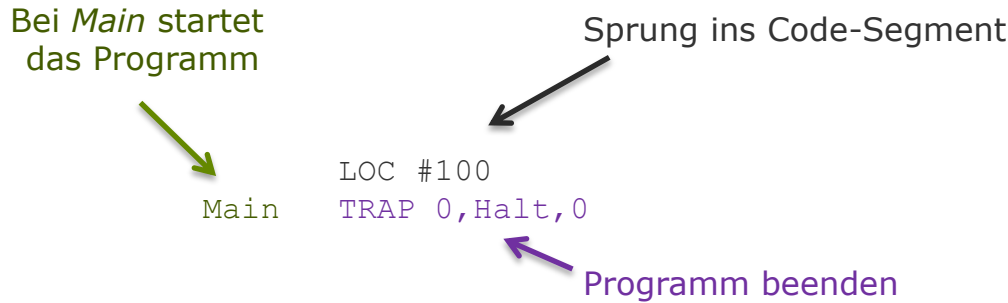 Bei Main startet
das Programm
Sprung ins Code-Segment
LOC #100
Main TRAP 0,Halt,0
Programm beenden